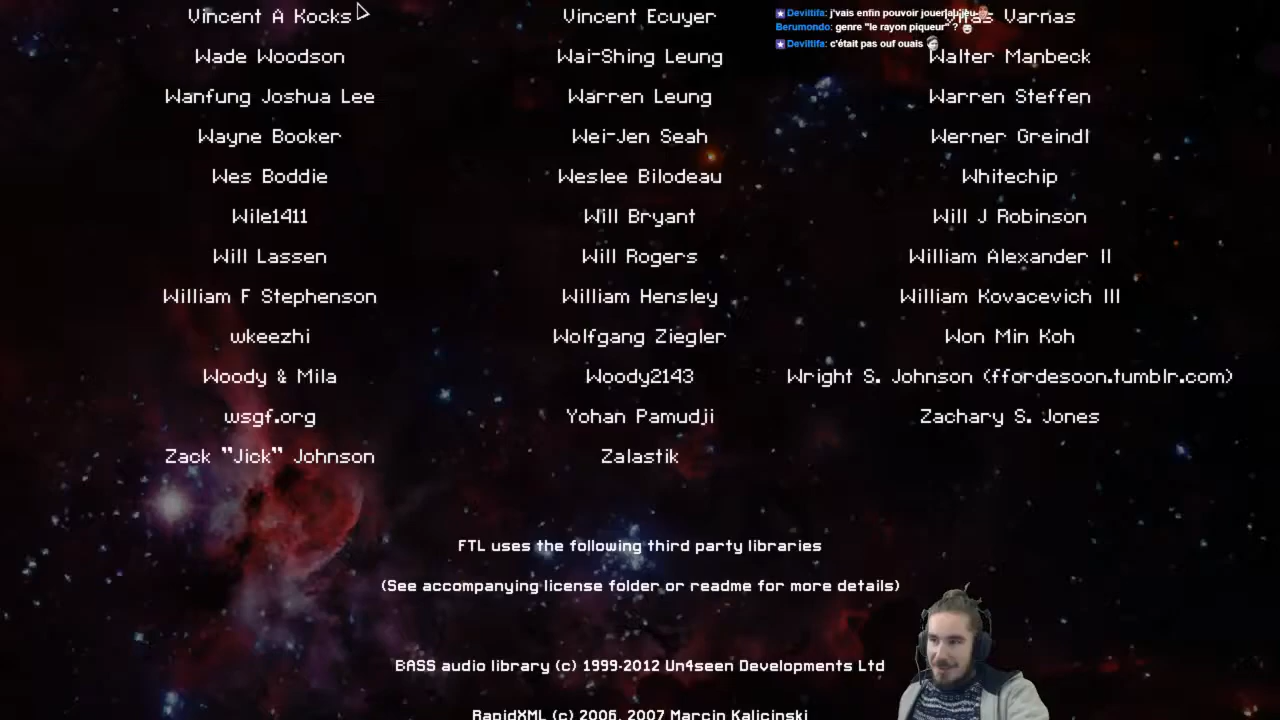 Vincent A Kocks Vincent Ecuyer Varnas
Deviltifa: j'vais enfin pouvoir jouer
Berumondo: genre "le rayon piqueur" ?
Deviltifa: c'était pas ouf ouais
Wade Woodson Wai-Shing Leung Walter Manbeck
Wanfung Joshua Lee Warren Leung Warren Steffen
Wayne Booker Wei-Jen Seah Werner Greindl
Wes Boddie Weslee Bilodeau Whitechip
Wile1411 Will Bryant Will J Robinson
Will Lassen Will Rogers William Alexander II
William F Stephenson William Hensley William Kovacevich III
wkeezhi Wolfgang Ziegler Won Min Koh
Woody & Mila Woody2143 Wright S. Johnson (ffordesoon.tumblr.com)
wsgf.org Yohan Pamudji Zachary S. Jones
Zack "Jick" Johnson Zalastik
FTL uses the following third party libraries
(See accompanying license folder or readme for more details)
BASS audio library (c) 1999-2012 Un4seen Developments Ltd
RapidXML (c) 2006, 2007 Marcin Kalicinski